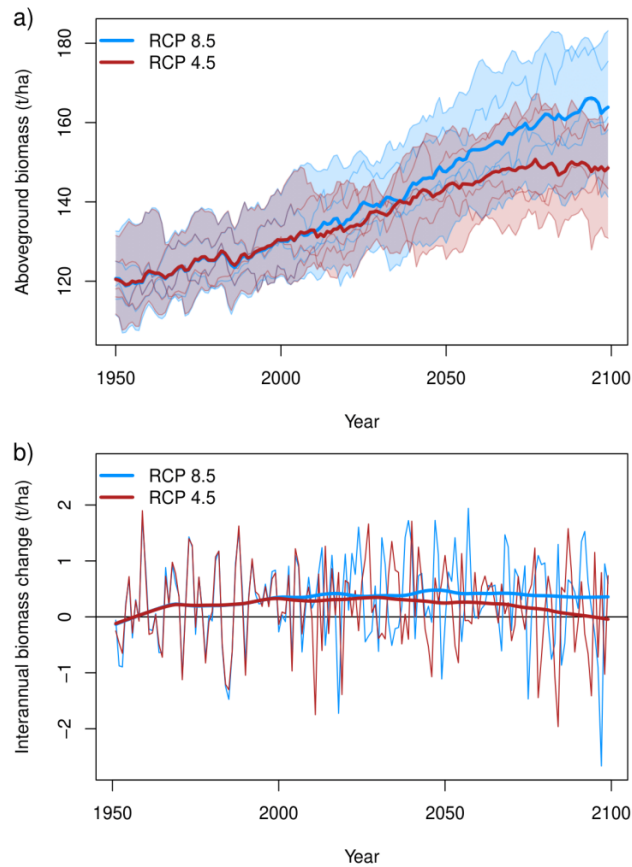 a)
RCP 8.5
RCP 4.5
Aboveground biomass (t/ha)
180
160
140
120
1950
2000
2050
2100
Year
b)
RCP 8.5
RCP 4.5
Interannual biomass change (t/ha)
2
1
0
-1
-2
1950
2000
2050
2100
Year